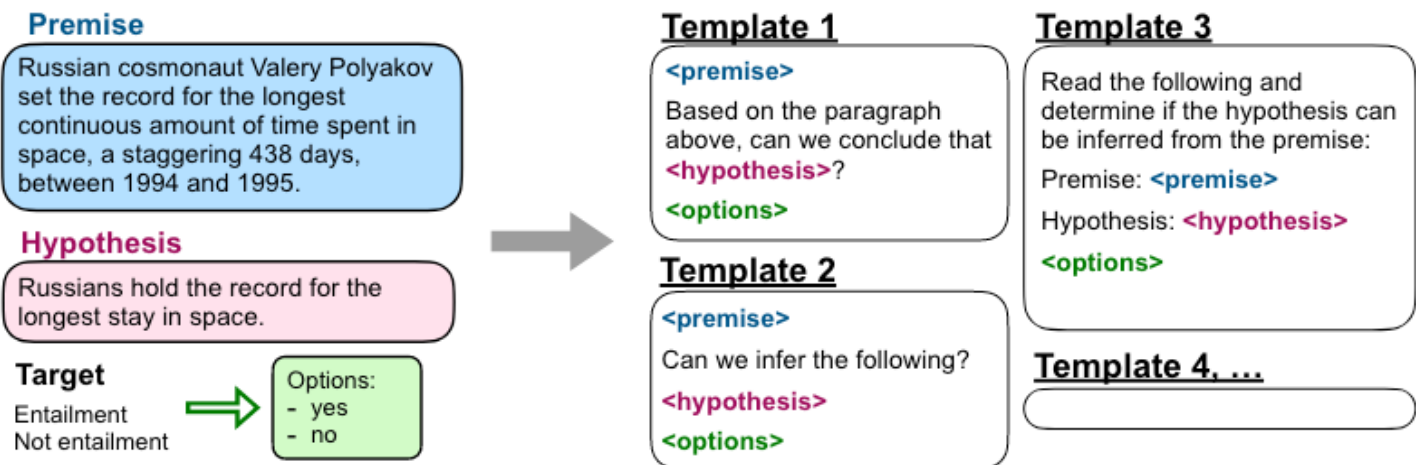 Premise
Russian cosmonaut Valery Polyakov
set the record for the longest
continuous amount of time spent in
space, a staggering 438 days,
between 1994 and 1995.
Hypothesis
Russians hold the record for the
longest stay in space.
Target
Entailment
Not entailment
Options:
- yes
- no
Template 1
<premise>
Based on the paragraph
above, can we conclude that
<hypothesis>?
<options>
Template 2
<premise>
Can we infer the following?
<hypothesis>
<options>
Template 3
Read the following and
determine if the hypothesis can
be inferred from the premise:
Premise: <premise>
Hypothesis: <hypothesis>
<options>
Template 4, …